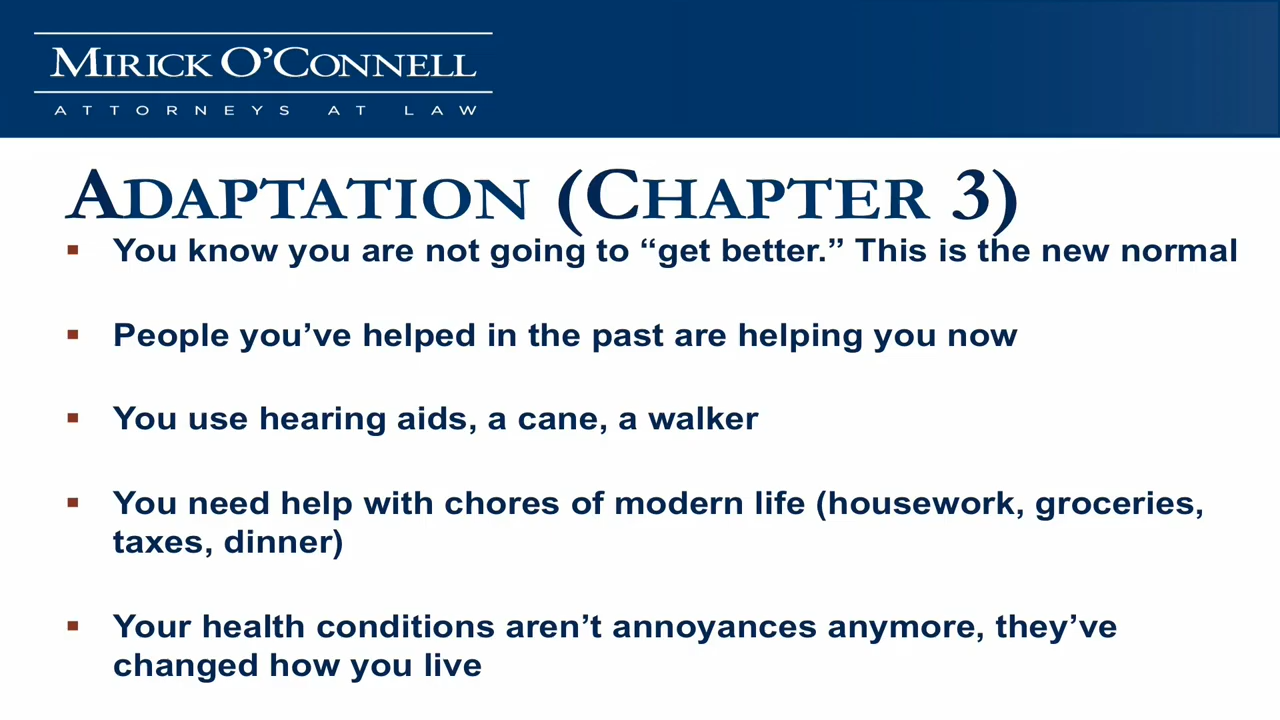 MIRICK O’CONNELL
ATTORNEYS AT LAW
ADAPTATION (CHAPTER 3)
▪ You know you are not going to “get better.” This is the new normal
▪ People you’ve helped in the past are helping you now
▪ You use hearing aids, a cane, a walker
▪ You need help with chores of modern life (housework, groceries,
taxes, dinner)
▪ Your health conditions aren’t annoyances anymore, they’ve
changed how you live